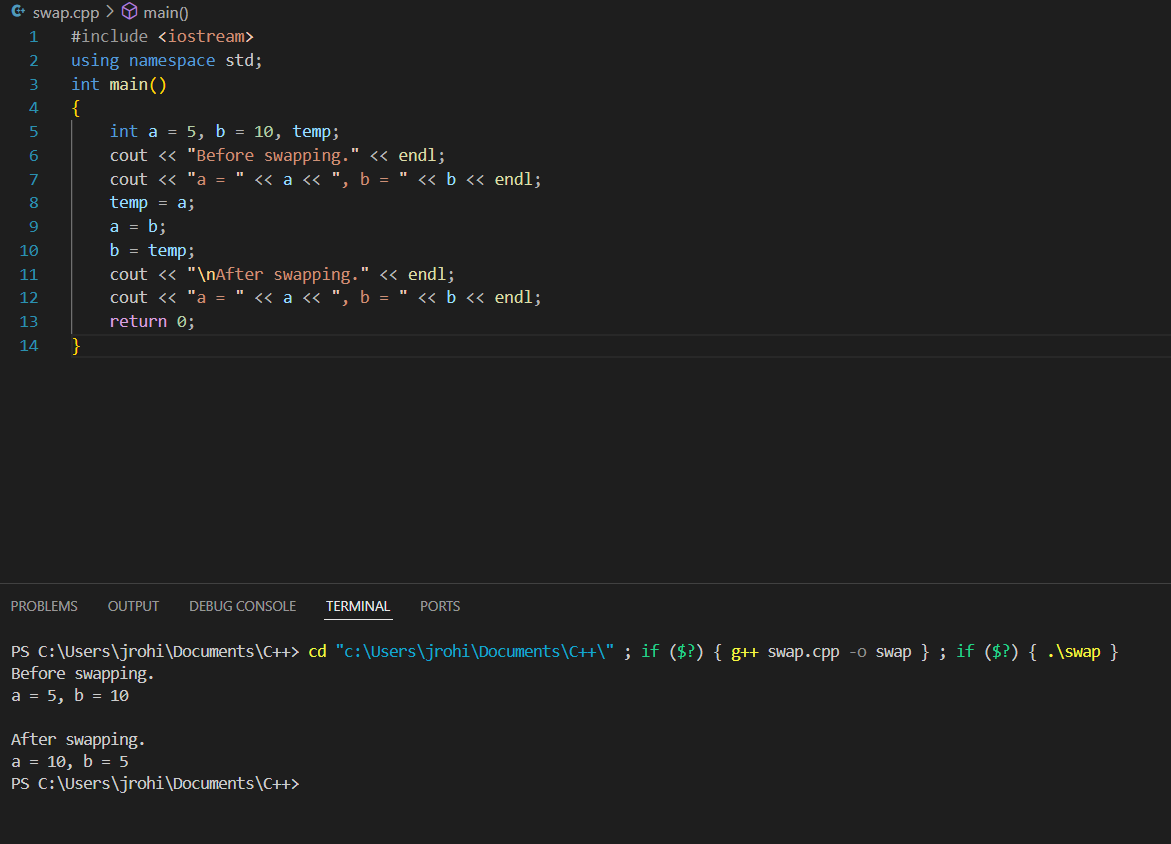 swap.cpp > main()
1 #include <iostream>
2 using namespace std;
3 int main()
4 {
5     int a = 5, b = 10, temp;
6     cout << "Before swapping." << endl;
7     cout << "a = " << a << ", b = " << b << endl;
8     temp = a;
9     a = b;
10     b = temp;
11     cout << "\nAfter swapping." << endl;
12     cout << "a = " << a << ", b = " << b << endl;
13     return 0;
14 }
PROBLEMS OUTPUT DEBUG CONSOLE TERMINAL PORTS
PS C:\Users\jrohi\Documents\C++> cd "c:\Users\jrohi\Documents\C++\" ; if ($?) { g++ swap.cpp -o swap } ; if ($?) { .\swap }
Before swapping.
a = 5, b = 10

After swapping.
a = 10, b = 5
PS C:\Users\jrohi\Documents\C++>